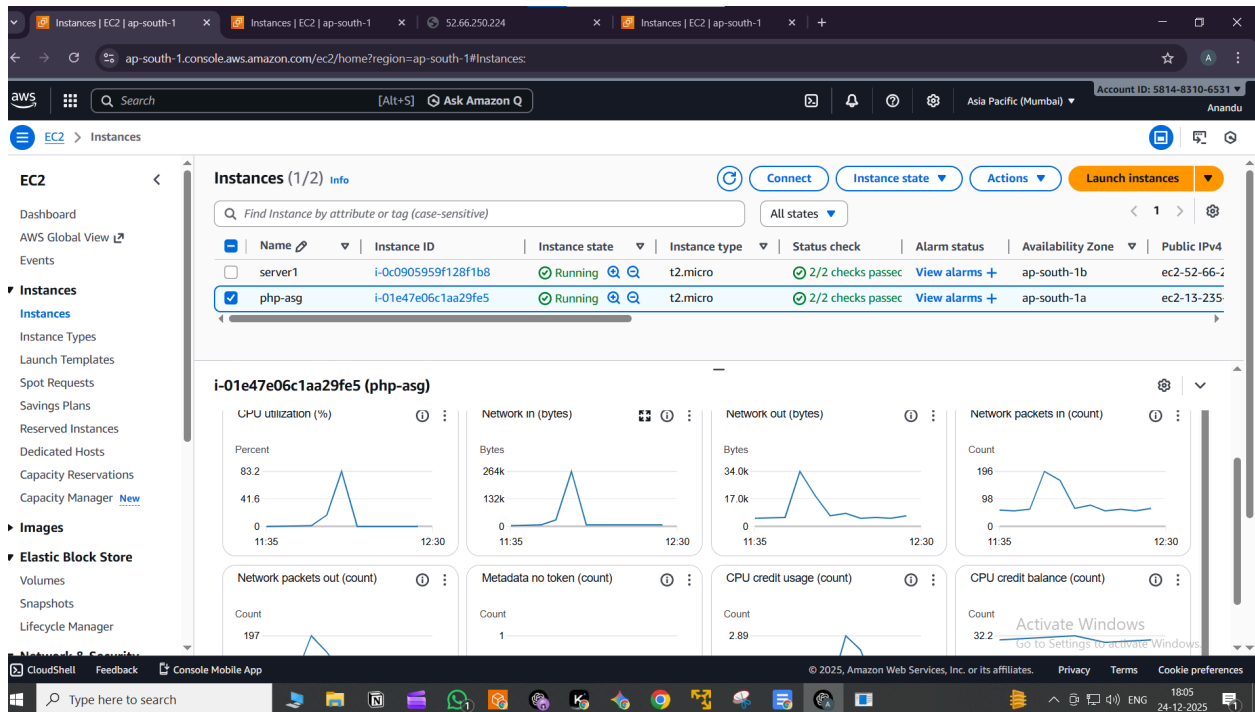 Instances | EC2 | ap-south-1
Instances | EC2 | ap-south-1
52.66.250.224
Instances | EC2 | ap-south-1
ap-south-1.console.aws.amazon.com/ec2/home?region=ap-south-1#Instances:
A
aws
Search
[Alt+S]
Ask Amazon Q
Asia Pacific (Mumbai)
Account ID: 5814-8310-6531
Anandu
EC2 > Instances
EC2
Dashboard
AWS Global View
Events
Instances
Instances
Instance Types
Launch Templates
Spot Requests
Savings Plans
Reserved Instances
Dedicated Hosts
Capacity Reservations
Capacity Manager New
Images
Elastic Block Store
Volumes
Snapshots
Lifecycle Manager
Network & Security
Instances (1/2) Info
Connect
Instance state
Actions
Launch instances
Find Instance by attribute or tag (case-sensitive)
All states
1
Name Instance ID Instance state Instance type Status check Alarm status Availability Zone Public IPv4
server1 i-0c0905959f128f1b8 Running t2.micro 2/2 checks passec View alarms + ap-south-1b ec2-52-66-2
php-asg i-01e47e06c1aa29fe5 Running t2.micro 2/2 checks passec View alarms + ap-south-1a ec2-13-235-
i-01e47e06c1aa29fe5 (php-asg)
CPU utilization (%)
Percent
83.2
41.6
0
11:35 12:30
Network in (bytes)
Bytes
264k
132k
0
11:35 12:30
Network out (bytes)
Bytes
34.0k
17.0k
0
11:35 12:30
Network packets in (count)
Count
196
98
0
11:35 12:30
Network packets out (count)
Count
197
Metadata no token (count)
Count
1
CPU credit usage (count)
Count
2.89
CPU credit balance (count)
Count
32.2
Activate Windows
Go to Settings to activate Windows.
CloudShell Feedback Console Mobile App
© 2025, Amazon Web Services, Inc. or its affiliates. Privacy Terms Cookie preferences
Type here to search
ENG
18:05
24-12-2025